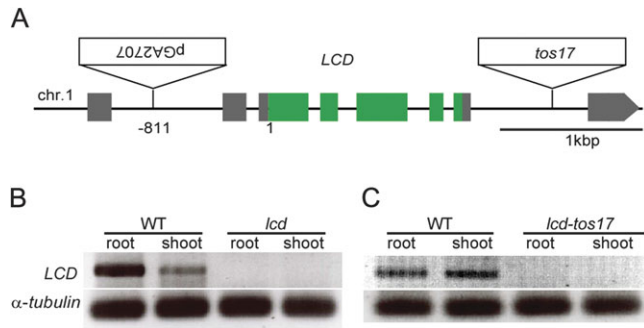 A
pGA2707
LCD
tos17
chr.1
-811
1
1kbp
B
WT
lcd
root shoot root shoot
LCD
α-tubulin
C
WT
lcd-tos17
root shoot root shoot